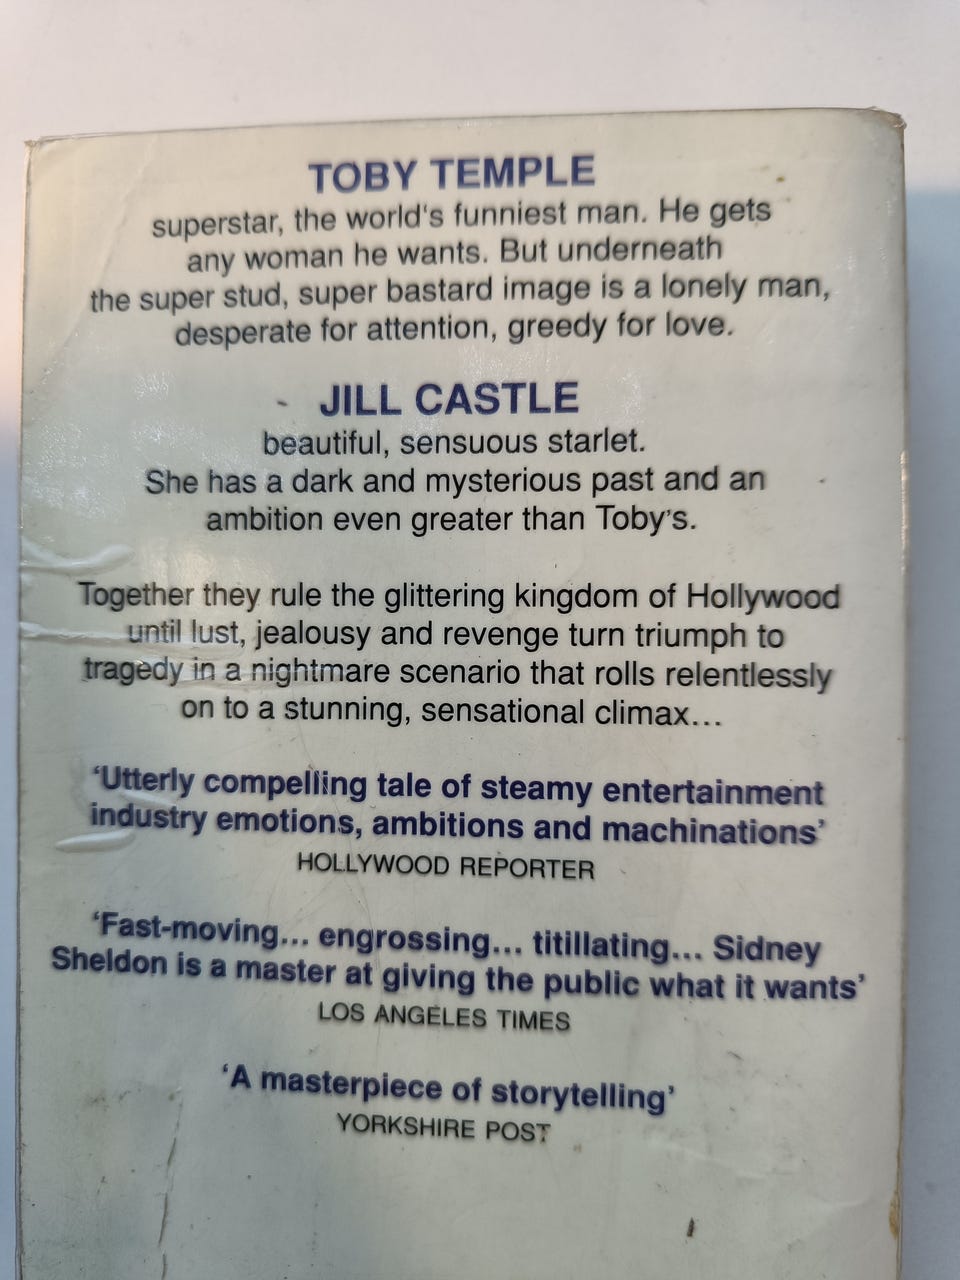 TOBY TEMPLE
superstar, the world's funniest man. He gets
any woman he wants. But underneath
the super stud, super bastard image is a lonely man,
desperate for attention, greedy for love.
JILL CASTLE
beautiful, sensuous starlet.
She has a dark and mysterious past and an
ambition even greater than Toby's.
Together they rule the glittering kingdom of Hollywood
until lust, jealousy and revenge turn triumph to
tragedy in a nightmare scenario that rolls relentlessly
on to a stunning, sensational climax...
‘Utterly compelling tale of steamy entertainment
industry emotions, ambitions and machinations’
HOLLYWOOD REPORTER
‘Fast-moving... engrossing... titillating... Sidney
Sheldon is a master at giving the public what it wants’
LOS ANGELES TIMES
‘A masterpiece of storytelling’
YORKSHIRE POST